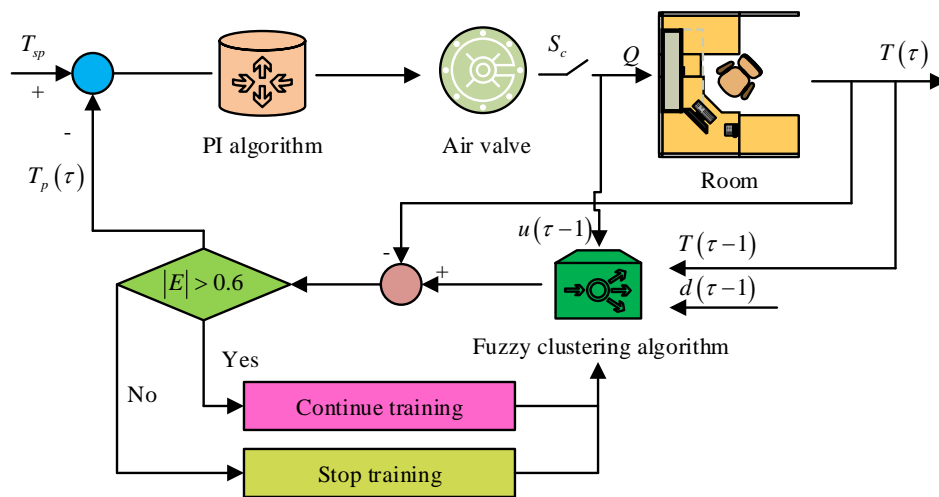 T_sp
+
-
PI algorithm
Air valve
S_c
Q
Room
T(τ)
T_p(τ)
u(τ−1)
T(τ−1)
d(τ−1)
-
+
|E| > 0.6
Fuzzy clustering algorithm
Yes
No
Continue training
Stop training